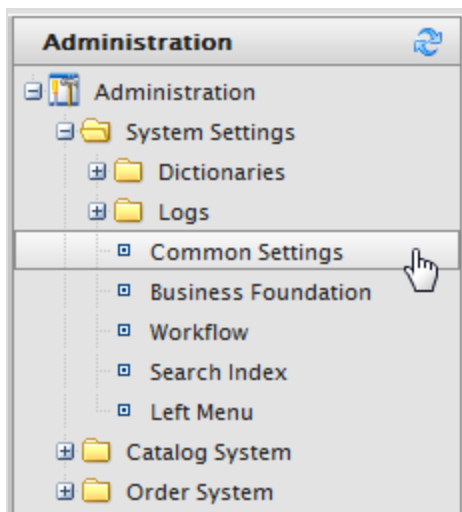 Administration
Administration
System Settings
Dictionaries
Logs
Common Settings
Business Foundation
Workflow
Search Index
Left Menu
Catalog System
Order System